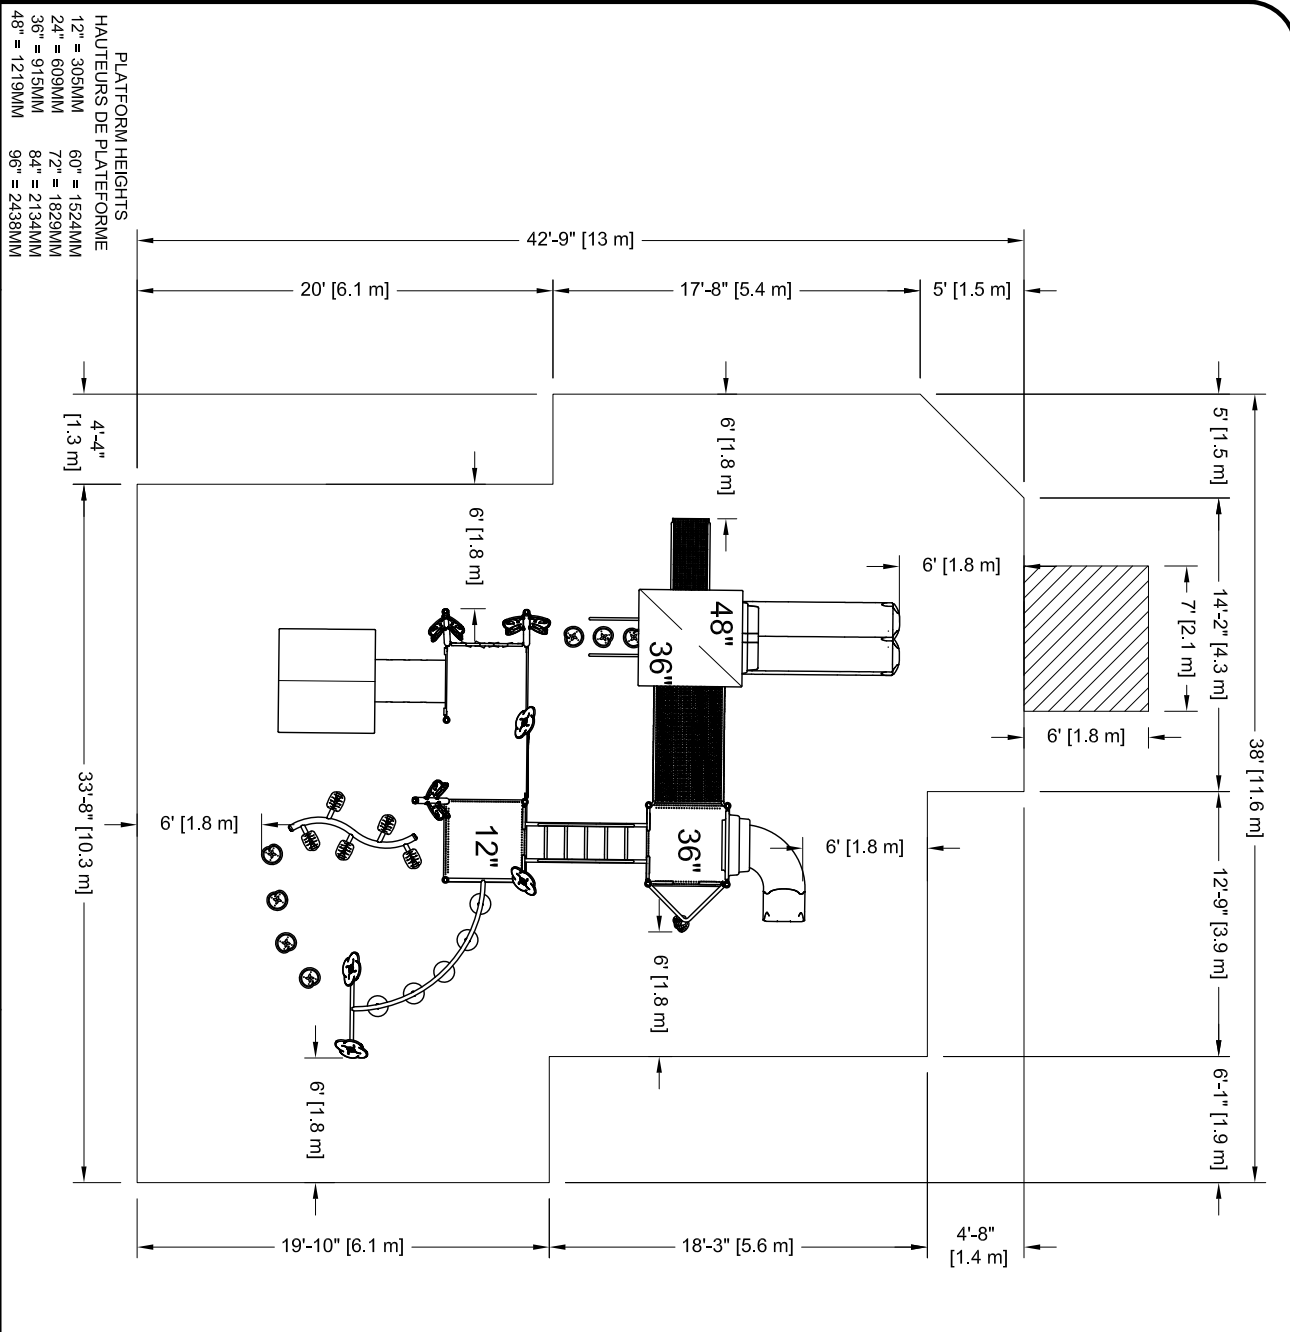 PLATFORM HEIGHTS
HAUTEURS DE PLATEFORME
12" = 305MM 60" = 1524MM
24" = 609MM 72" = 1829MM
36" = 915MM 84" = 2134MM
48" = 1219MM 96" = 2438MM
42'-9" [13 m]
20' [6.1 m]
17'-8" [5.4 m]
5' [1.5 m]
4'-4"
[1.3 m]
6' [1.8 m]
5' [1.5 m]
6' [1.8 m]
6' [1.8 m]
14'-2" [4.3 m]
7' [2.1 m]
48"
36"
6' [1.8 m]
38' [11.6 m]
33'-8" [10.3 m]
6' [1.8 m]
12"
36"
6' [1.8 m]
12'-9" [3.9 m]
6' [1.8 m]
6' [1.8 m]
6'-1" [1.9 m]
19'-10" [6.1 m]
18'-3" [5.6 m]
4'-8"
[1.4 m]